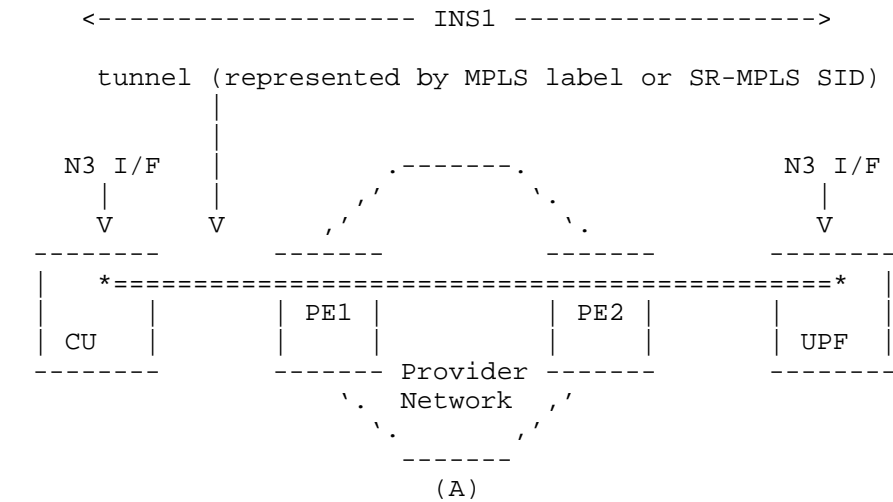 <--------------------- INS1 ------------------->
tunnel (represented by MPLS label or SR-MPLS SID)
N3 I/F N3 I/F
V V V
*=============================================*
PE1 PE2
CU UPF
Provider
Network
(A)